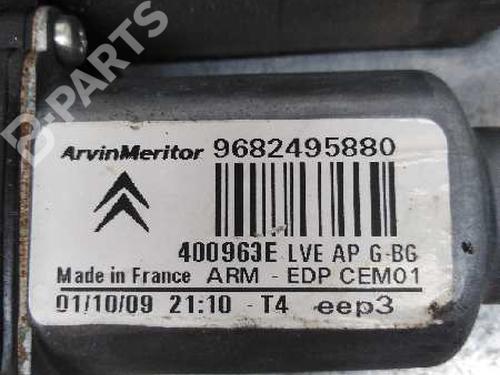 ArvinMeritor 9682495880
400963E LVE AP G-BG
Made in France ARM - EDP CEM01
01/10/09 21:10 - T4 eep3
B-PARTS